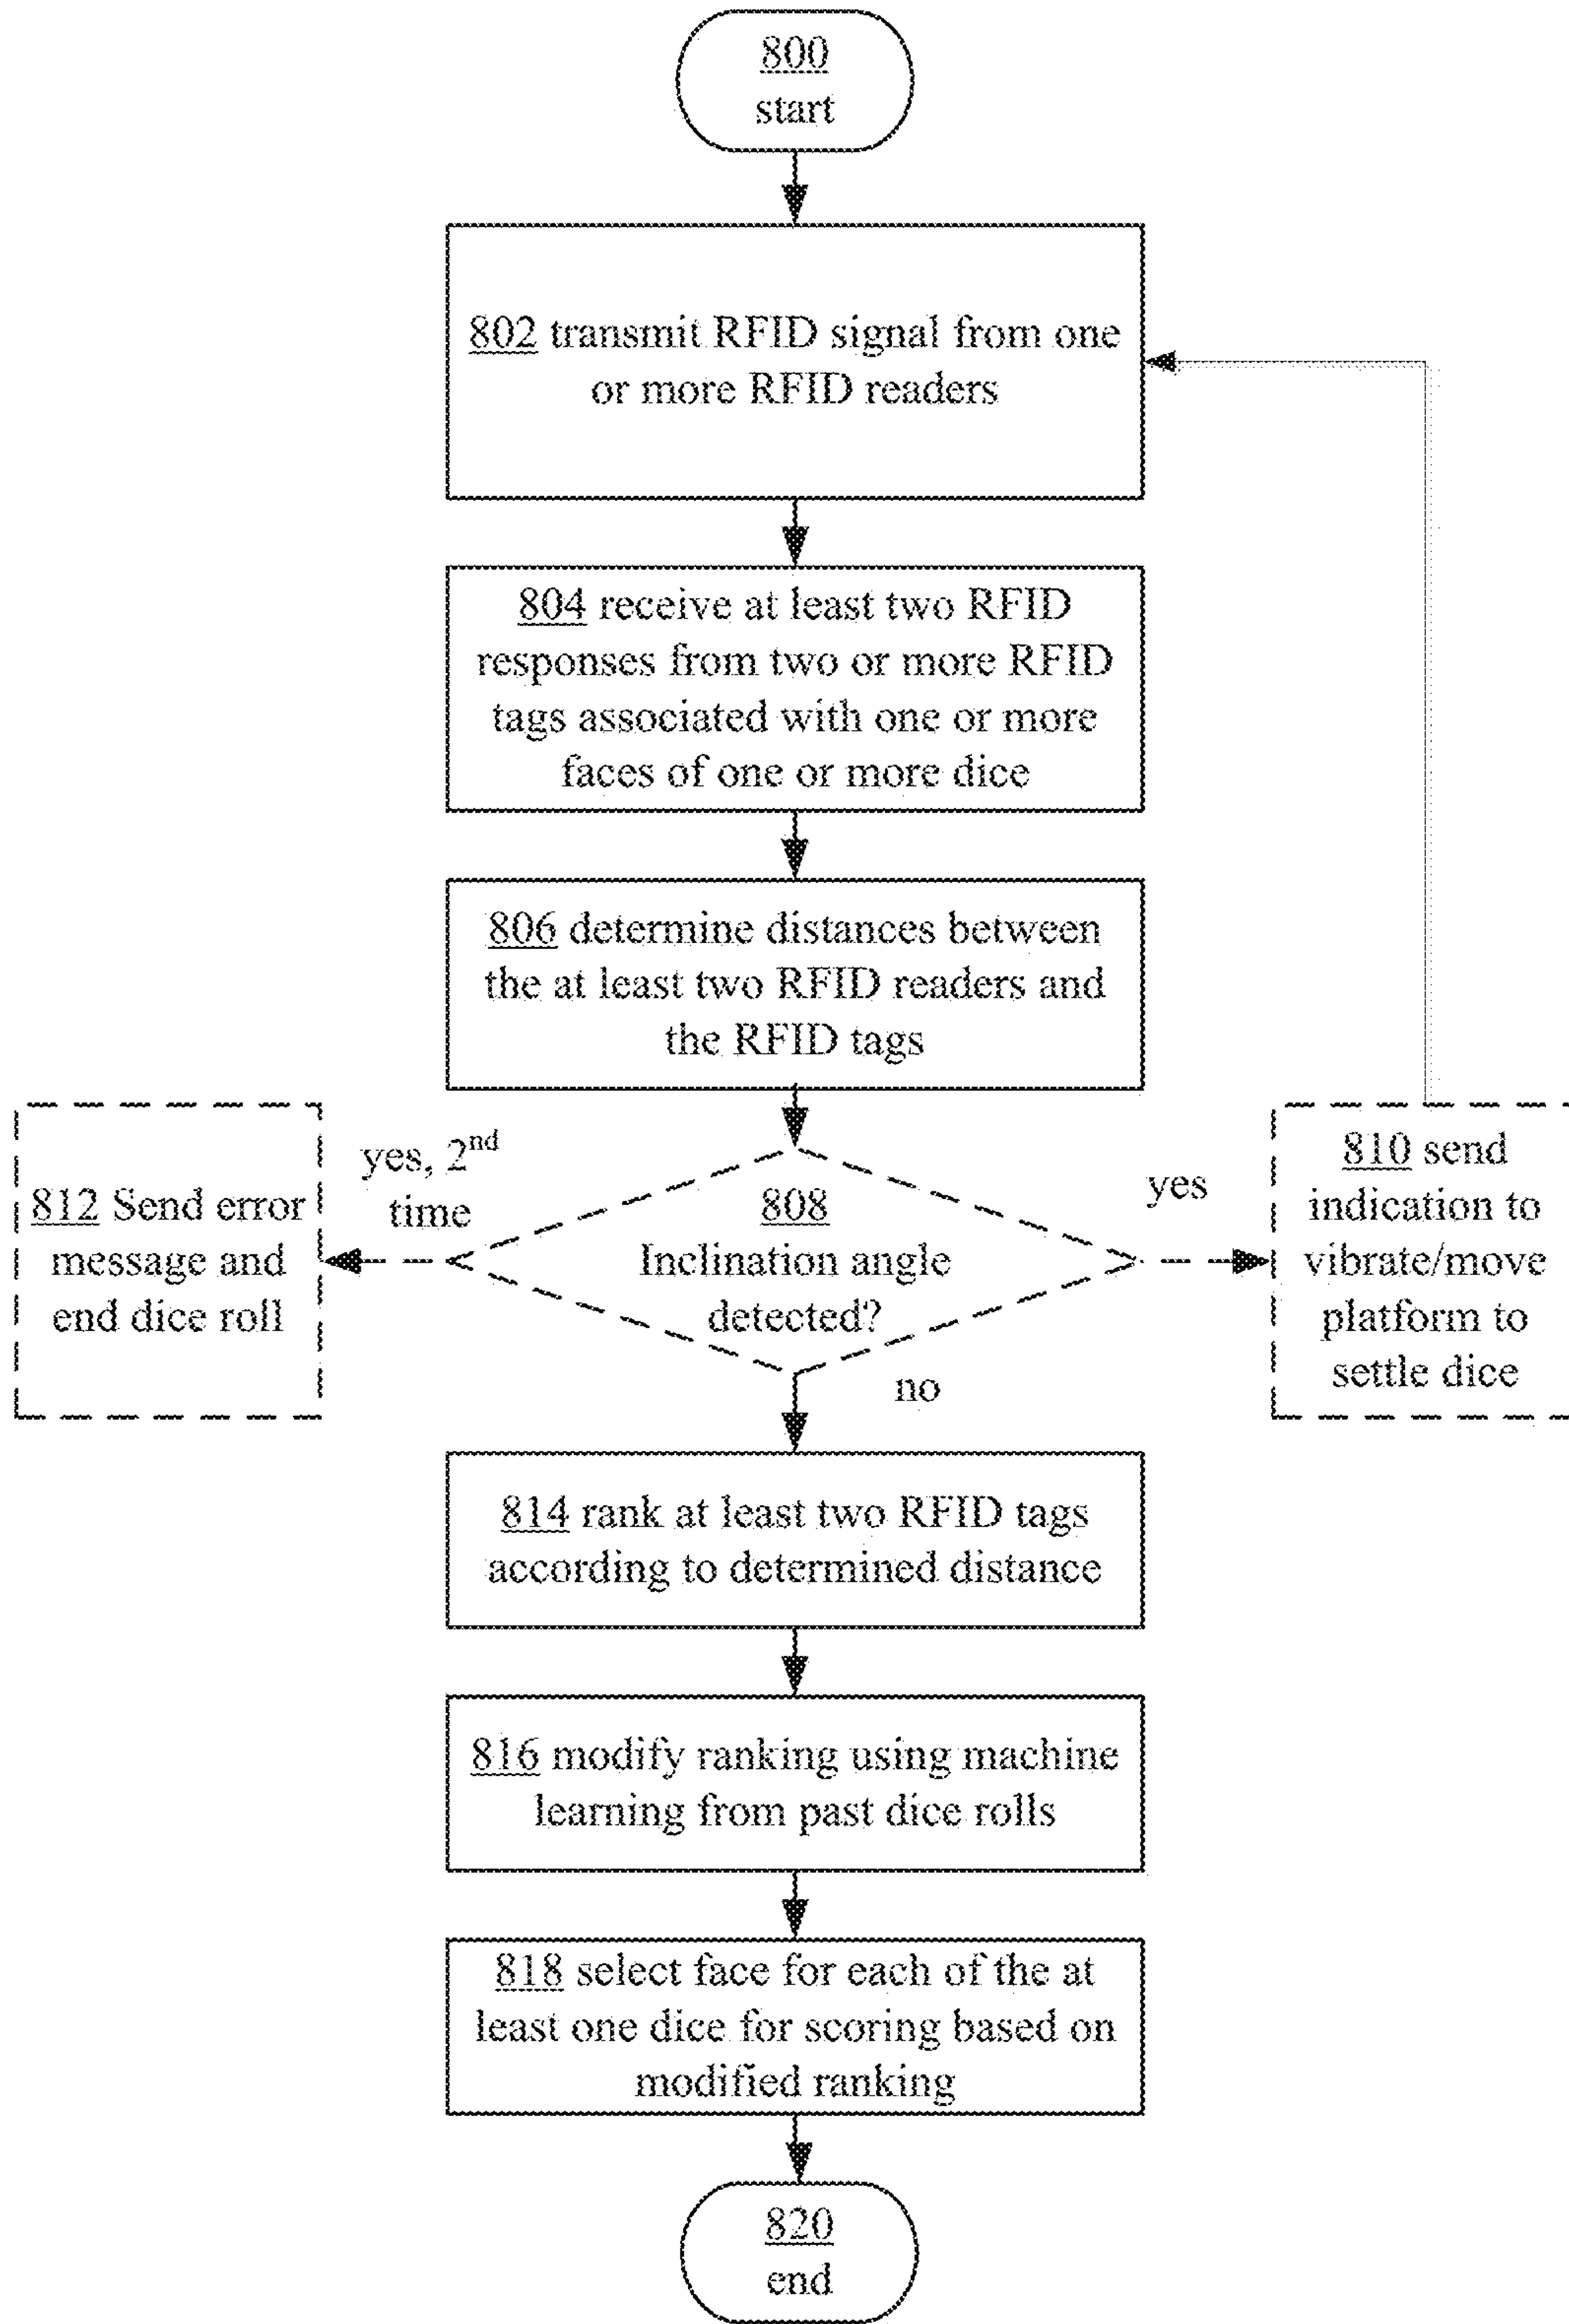 800
start
802 transmit RFID signal from one
or more RFID readers
804 receive at least two RFID
responses from two or more RFID
tags associated with one or more
faces of one or more dice
806 determine distances between
the at least two RFID readers and
the RFID tags
yes, 2nd
time
812 Send error
message and
end dice roll
808
Inclination angle
detected?
yes
810 send
indication to
vibrate/move
platform to
settle dice
no
814 rank at least two RFID tags
according to determined distance
816 modify ranking using machine
learning from past dice rolls
818 select face for each of the at
least one dice for scoring based on
modified ranking
820
end